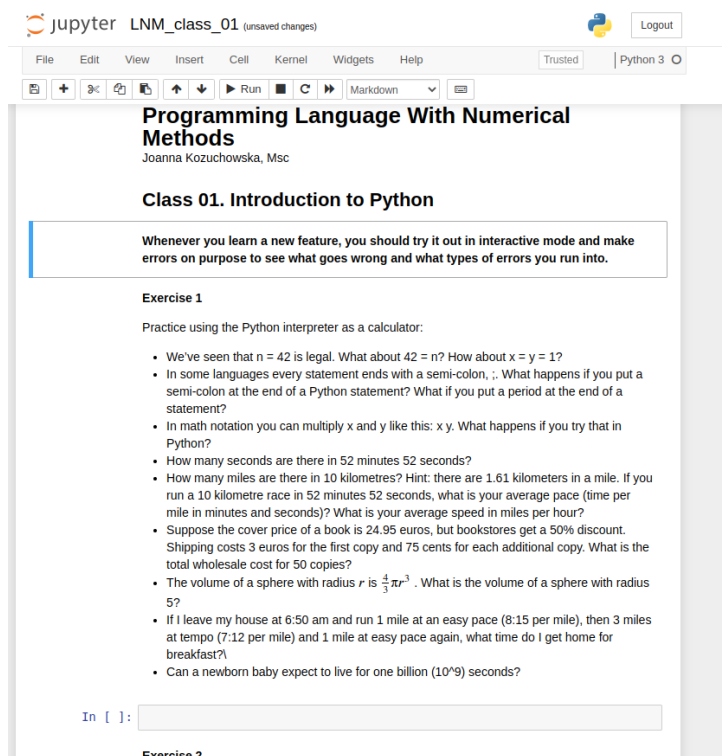 jupyter LNM_class_01 (unsaved changes)
Logout
File Edit View Insert Cell Kernel Widgets Help Trusted Python 3
Run Markdown
Programming Language With Numerical
Methods
Joanna Kozuchowska, Msc
Class 01. Introduction to Python
Whenever you learn a new feature, you should try it out in interactive mode and make
errors on purpose to see what goes wrong and what types of errors you run into.
Exercise 1
Practice using the Python interpreter as a calculator:
• We've seen that n = 42 is legal. What about 42 = n? How about x = y = 1?
• In some languages every statement ends with a semi-colon, ;. What happens if you put a
semi-colon at the end of a Python statement? What if you put a period at the end of a
statement?
• In math notation you can multiply x and y like this: x y. What happens if you try that in
Python?
• How many seconds are there in 52 minutes 52 seconds?
• How many miles are there in 10 kilometres? Hint: there are 1.61 kilometers in a mile. If you
run a 10 kilometre race in 52 minutes 52 seconds, what is your average pace (time per
mile in minutes and seconds)? What is your average speed in miles per hour?
• Suppose the cover price of a book is 24.95 euros, but bookstores get a 50% discount.
Shipping costs 3 euros for the first copy and 75 cents for each additional copy. What is the
total wholesale cost for 50 copies?
• The volume of a sphere with radius r is 4/3 πr³ . What is the volume of a sphere with radius
5?
• If I leave my house at 6:50 am and run 1 mile at an easy pace (8:15 per mile), then 3 miles
at tempo (7:12 per mile) and 1 mile at easy pace again, what time do I get home for
breakfast?\
• Can a newborn baby expect to live for one billion (10^9) seconds?
In [ ]:
Exercise 2